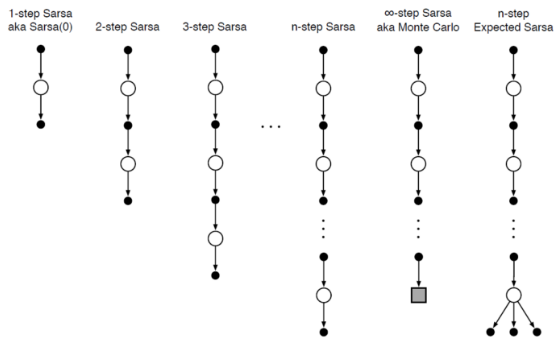 1-step Sarsa
aka Sarsa(0)
2-step Sarsa
3-step Sarsa
n-step Sarsa
∞-step Sarsa
aka Monte Carlo
n-step
Expected Sarsa